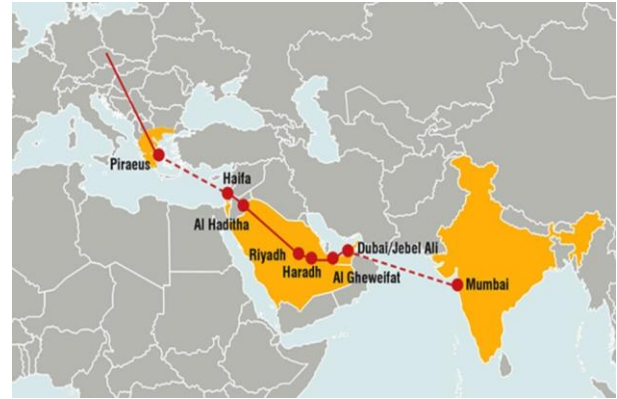 Piraeus
Haifa
Al Haditha
Riyadh
Haradh
Dubai/Jebel Ali
Al Gheweifat
Mumbai